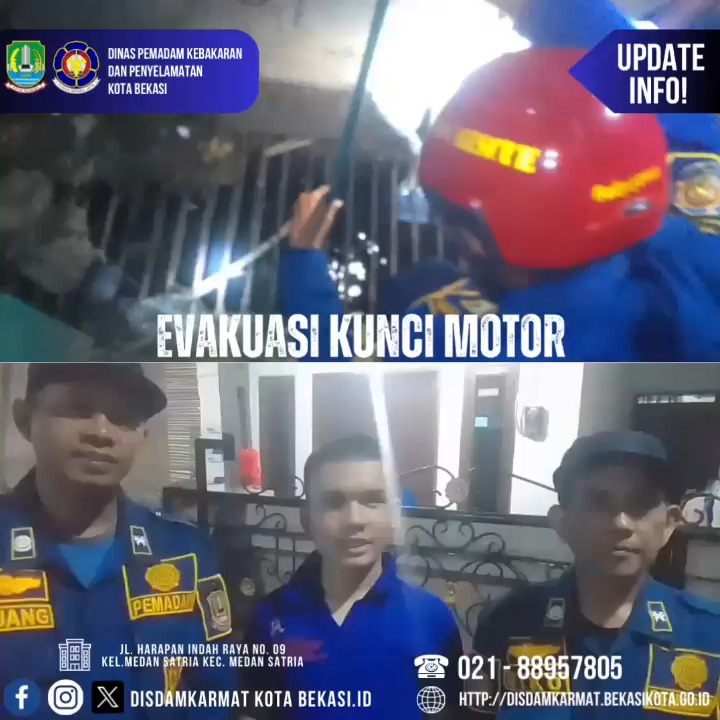 DINAS PEMADAM KEBAKARAN
DAN PENYELAMATAN
KOTA BEKASI
UPDATE
INFO!
EVAKUASI KUNCI MOTOR
UANG
PEMADAM
JL. HARAPAN INDAH RAYA NO. 09
KEL.MEDAN SATRIA KEC. MEDAN SATRIA
021 - 88957805
DISDAMKARMAT KOTA BEKASI.ID
HTTP://DISDAMKARMAT.BEKASIKOTA.GO.ID